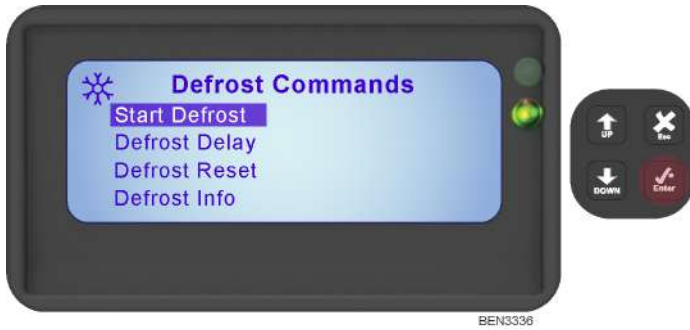 Defrost Commands
Start Defrost
Defrost Delay
Defrost Reset
Defrost Info
UP
Esc
DOWN
Enter
BEN3336